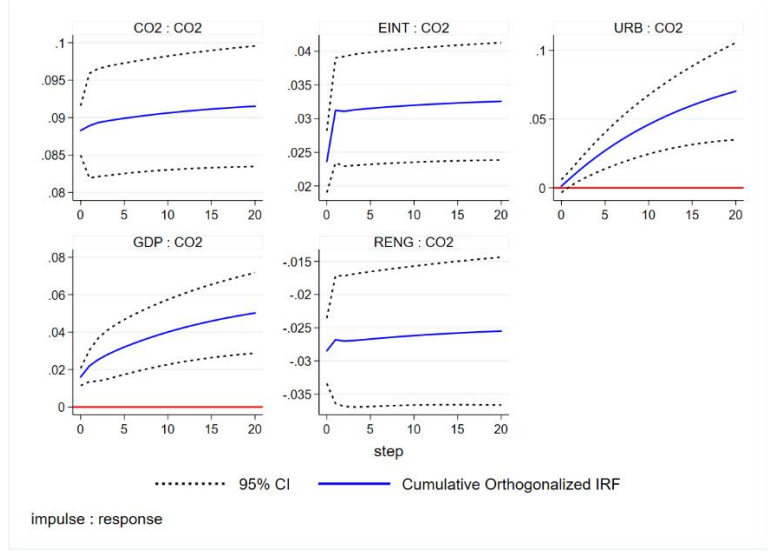 CO2 : CO2
EINT : CO2
URB : CO2
.1
.095
.09
.085
.08
0 5 10 15 20
.04
.035
.03
.025
.02
0 5 10 15 20
.1
.05
0
0 5 10 15 20
GDP : CO2
RENG : CO2
.08
.06
.04
.02
0
0 5 10 15 20
-.015
-.02
-.025
-.03
-.035
0 5 10 15 20
step
95% CI
Cumulative Orthogonalized IRF
impulse : response